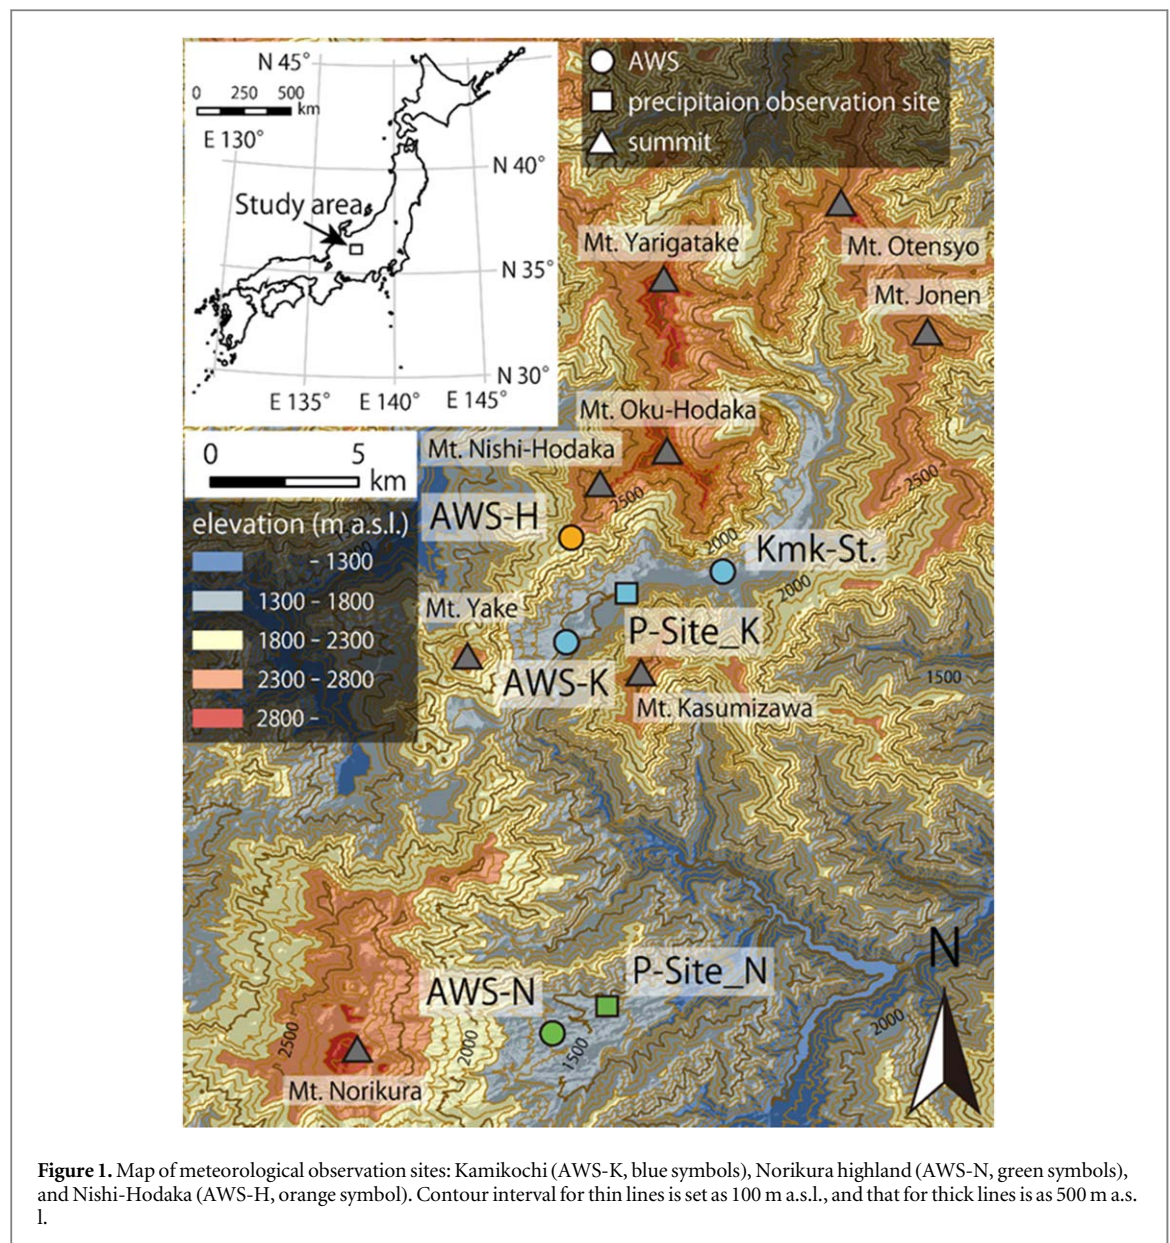 N 45°
0 250 500
km
E 130°
N 40°
Study area
N 35°
N 30°
E 135° E 140° E 145°
AWS
precipitaion observation site
summit
Mt. Yarigatake
Mt. Otensyo
Mt. Jonen
Mt. Oku-Hodaka
Mt. Nishi-Hodaka
0 5
km
2500
2500
AWS-H
elevation (m a.s.l.)
– 1300
1300 – 1800
1800 – 2300
2300 – 2800
2800 –
2000
Kmk-St.
2000
Mt. Yake
P-Site_K
AWS-K
1500
Mt. Kasumizawa
N
P-Site_N
AWS-N
2500
2000
1500
2000
Mt. Norikura
Figure 1. Map of meteorological observation sites: Kamikochi (AWS-K, blue symbols), Norikura highland (AWS-N, green symbols),
and Nishi-Hodaka (AWS-H, orange symbol). Contour interval for thin lines is set as 100 m a.s.l., and that for thick lines is as 500 m a.s.
l.